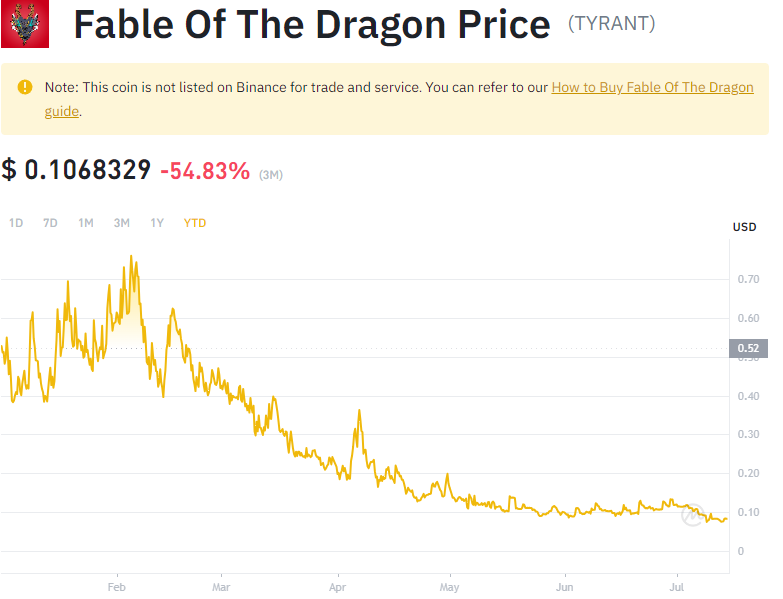 Fable Of The Dragon Price (TYRANT)
Note: This coin is not listed on Binance for trade and service. You can refer to our How to Buy Fable Of The Dragon
guide.
$ 0.1068329 -54.83% (3M)
1D 7D 1M 3M 1Y YTD
USD
0.70
0.60
0.52
0.50
0.40
0.30
0.20
0.10
0
Feb Mar Apr May Jun Jul